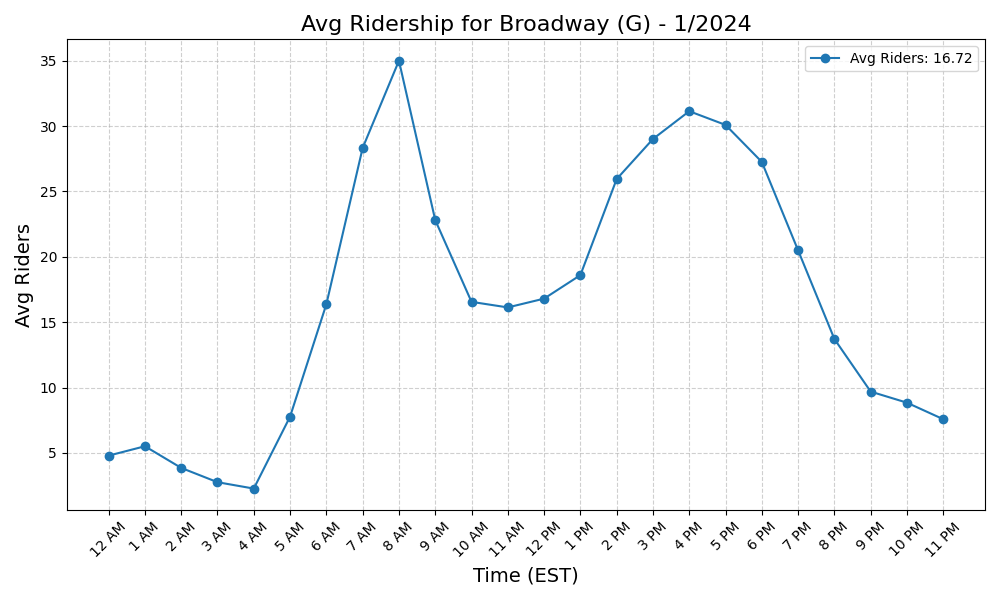 Avg Ridership for Broadway (G) - 1/2024
Avg Riders: 16.72
35
30
25
20
15
10
5
Avg Riders
12 AM
1 AM
2 AM
3 AM
4 AM
5 AM
6 AM
7 AM
8 AM
9 AM
10 AM
11 AM
12 PM
1 PM
2 PM
3 PM
4 PM
5 PM
6 PM
7 PM
8 PM
9 PM
10 PM
11 PM
Time (EST)